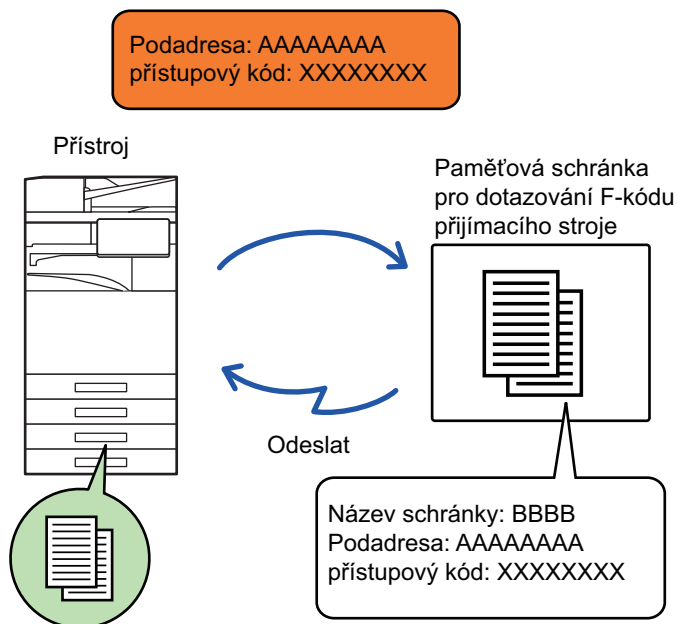 Podadresa: AAAAAAAA
přístupový kód: XXXXXXXX
Přístroj
Paměťová schránka
pro dotazování F-kódu
přijímacího stroje
Odeslat
Název schránky: BBBB
Podadresa: AAAAAAAA
přístupový kód: XXXXXXXX